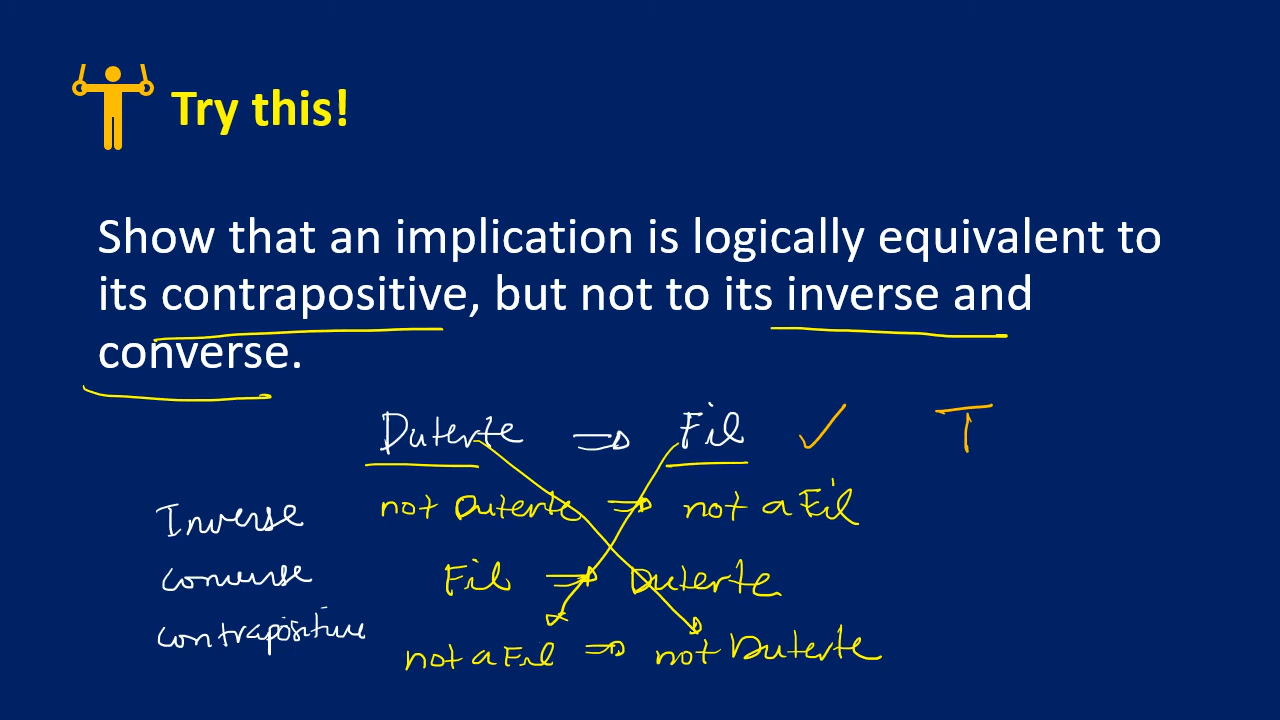 Try this!
Show that an implication is logically equivalent to
its contrapositive, but not to its inverse and
converse.
Duterte ⇒ Fil ✓ T
Inverse not Duterte ⇒ not a Fil
converse Fil ⇒ Duterte
contrapositive not a Fil ⇒ not Duterte